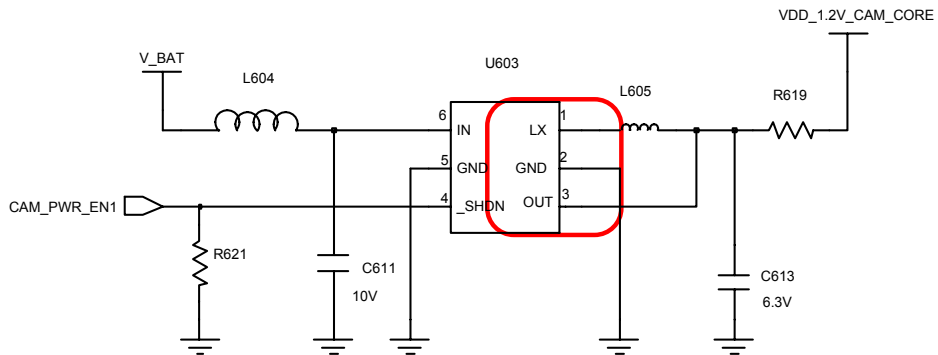 VDD_1.2V_CAM_CORE
V_BAT
U603
L604
L605
R619
6
IN
LX
1
5
GND
GND
2
4
_SHDN
OUT
3
CAM_PWR_EN1
R621
C611
10V
C613
6.3V